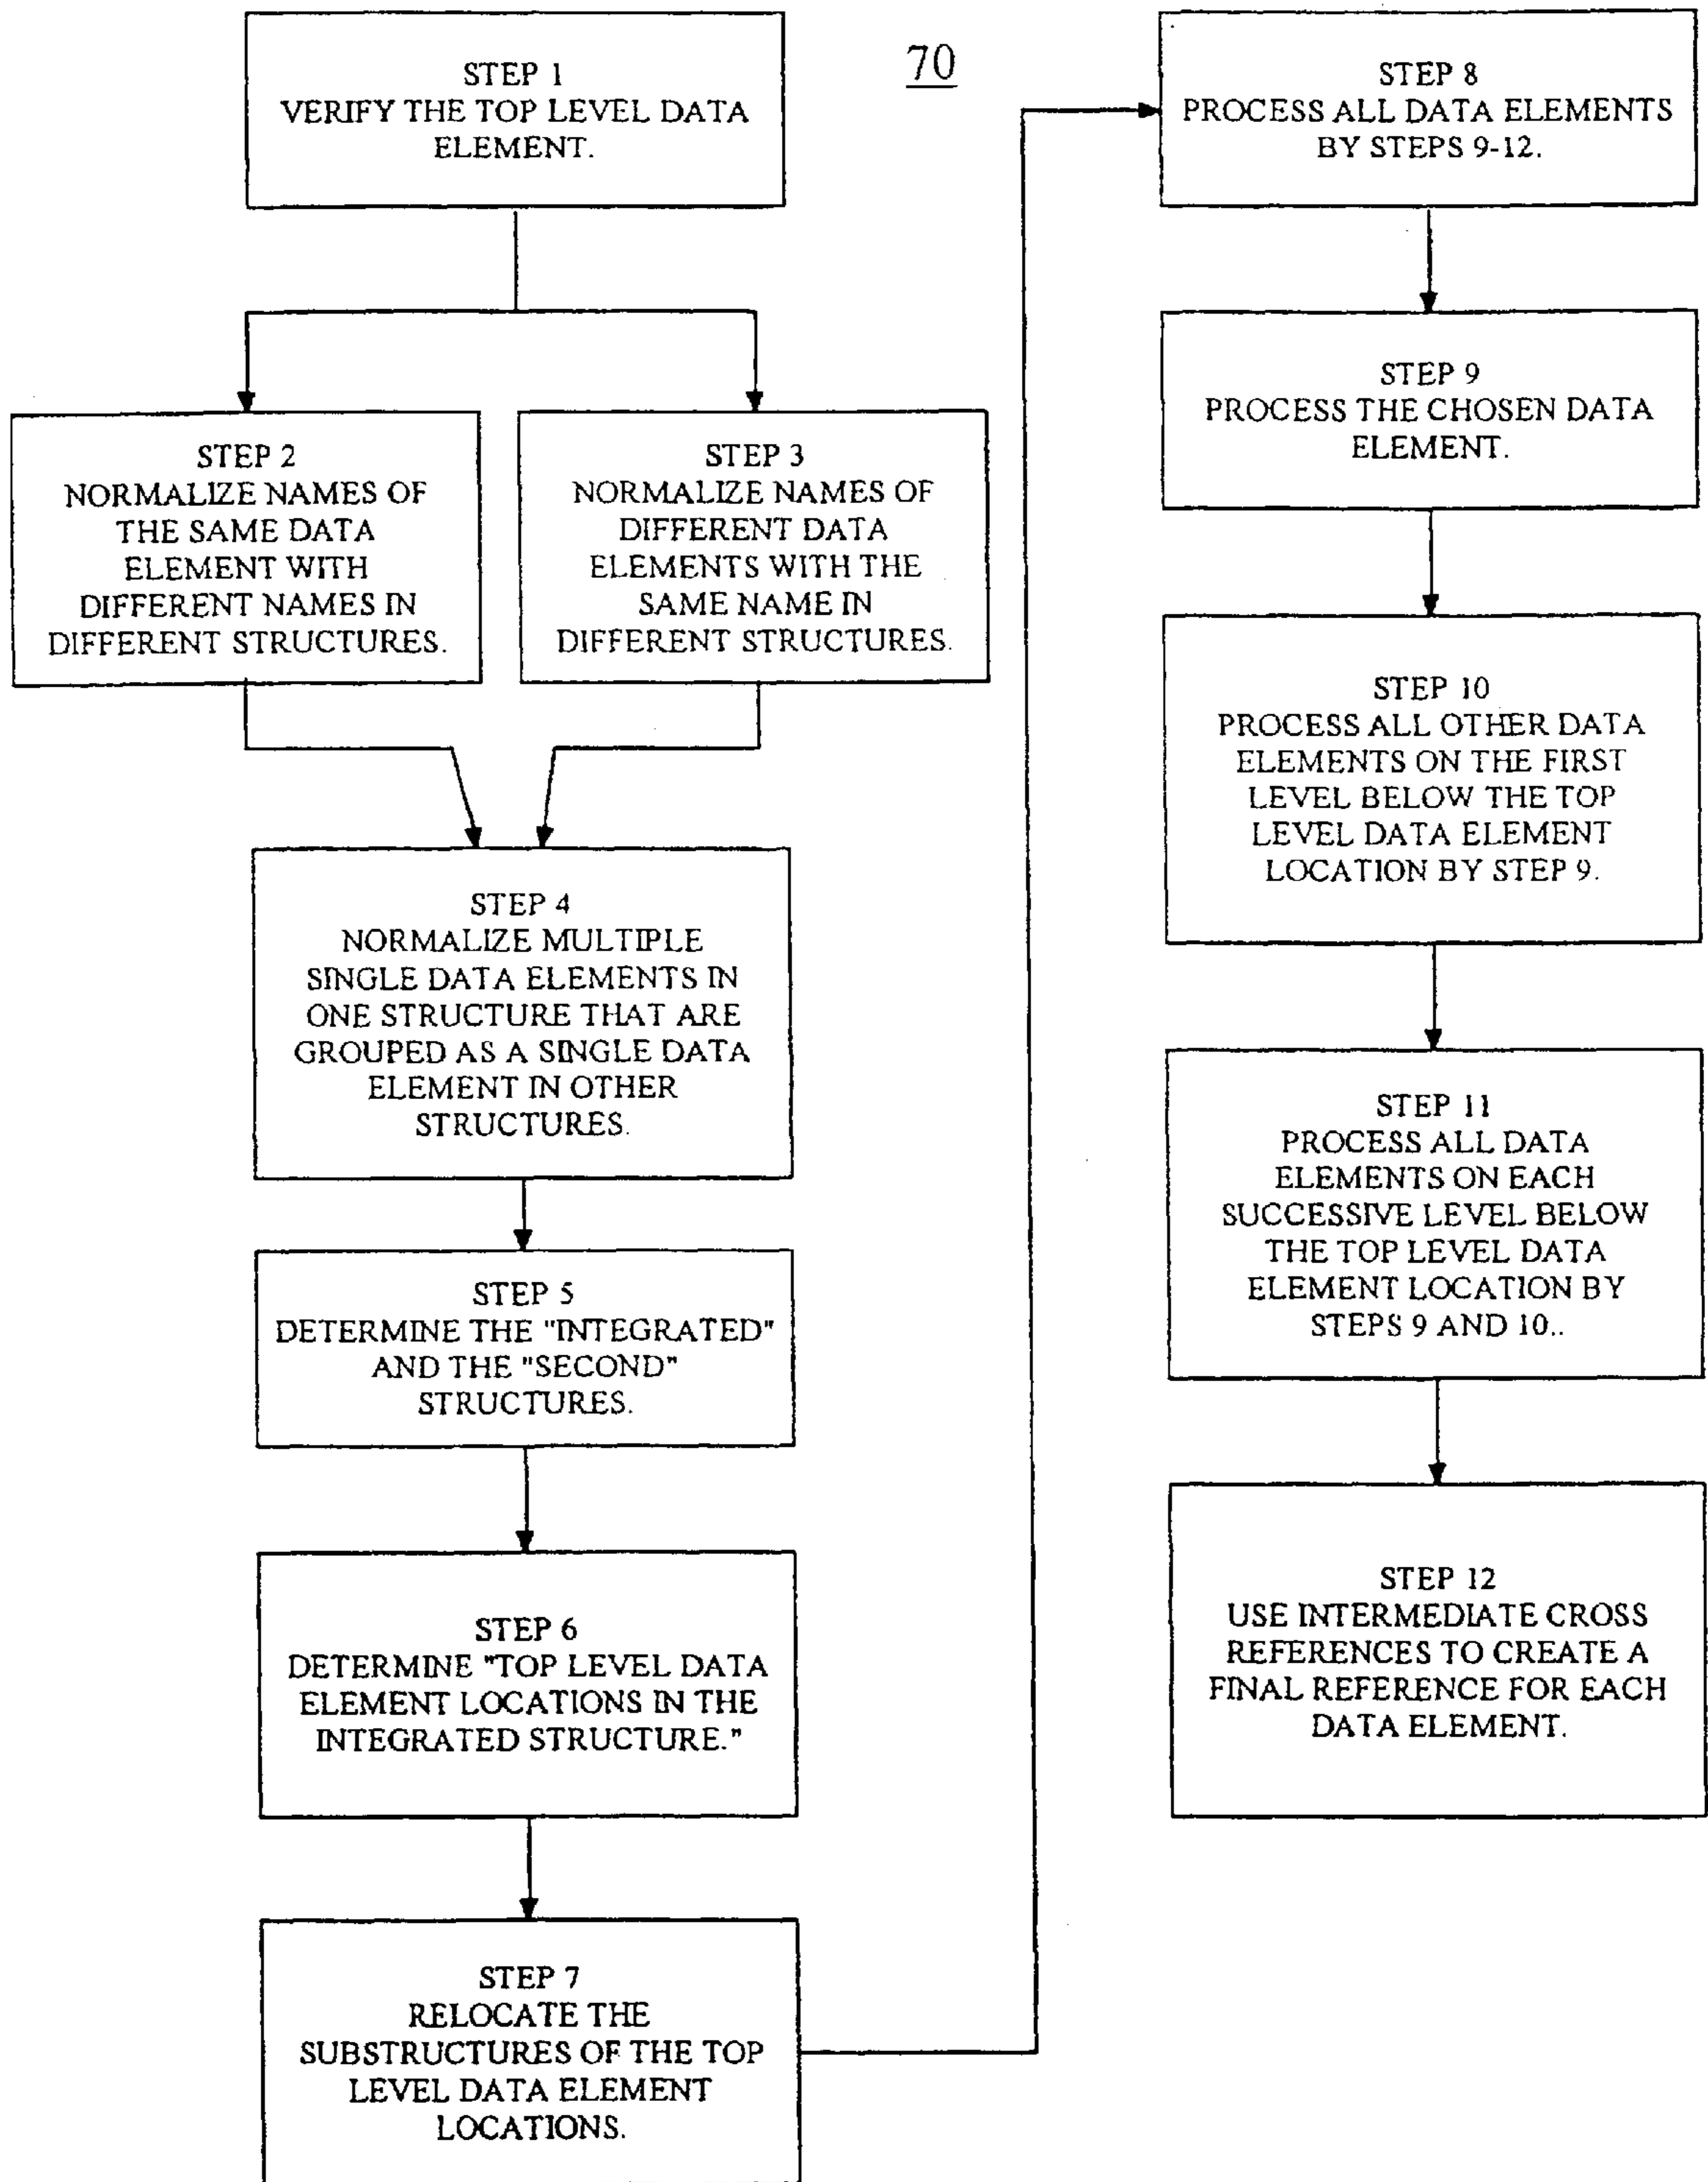 70
STEP 1
VERIFY THE TOP LEVEL DATA
ELEMENT.
STEP 2
NORMALIZE NAMES OF
THE SAME DATA
ELEMENT WITH
DIFFERENT NAMES IN
DIFFERENT STRUCTURES.
STEP 3
NORMALIZE NAMES OF
DIFFERENT DATA
ELEMENTS WITH THE
SAME NAME IN
DIFFERENT STRUCTURES.
STEP 4
NORMALIZE MULTIPLE
SINGLE DATA ELEMENTS IN
ONE STRUCTURE THAT ARE
GROUPED AS A SINGLE DATA
ELEMENT IN OTHER
STRUCTURES.
STEP 5
DETERMINE THE "INTEGRATED"
AND THE "SECOND"
STRUCTURES.
STEP 6
DETERMINE "TOP LEVEL DATA
ELEMENT LOCATIONS IN THE
INTEGRATED STRUCTURE."
STEP 7
RELOCATE THE
SUBSTRUCTURES OF THE TOP
LEVEL DATA ELEMENT
LOCATIONS.
STEP 8
PROCESS ALL DATA ELEMENTS
BY STEPS 9-12.
STEP 9
PROCESS THE CHOSEN DATA
ELEMENT.
STEP 10
PROCESS ALL OTHER DATA
ELEMENTS ON THE FIRST
LEVEL BELOW THE TOP
LEVEL DATA ELEMENT
LOCATION BY STEP 9.
STEP 11
PROCESS ALL DATA
ELEMENTS ON EACH
SUCCESSIVE LEVEL BELOW
THE TOP LEVEL DATA
ELEMENT LOCATION BY
STEPS 9 AND 10..
STEP 12
USE INTERMEDIATE CROSS
REFERENCES TO CREATE A
FINAL REFERENCE FOR EACH
DATA ELEMENT.